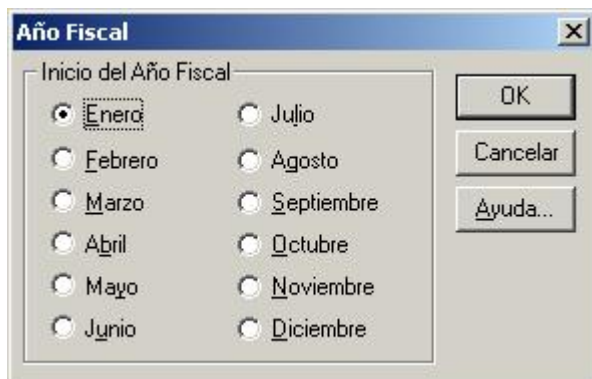 Año Fiscal
Inicio del Año Fiscal
Enero
Febrero
Marzo
Abril
Mayo
Junio
Julio
Agosto
Septiembre
Octubre
Noviembre
Diciembre
OK
Cancelar
Ayuda...